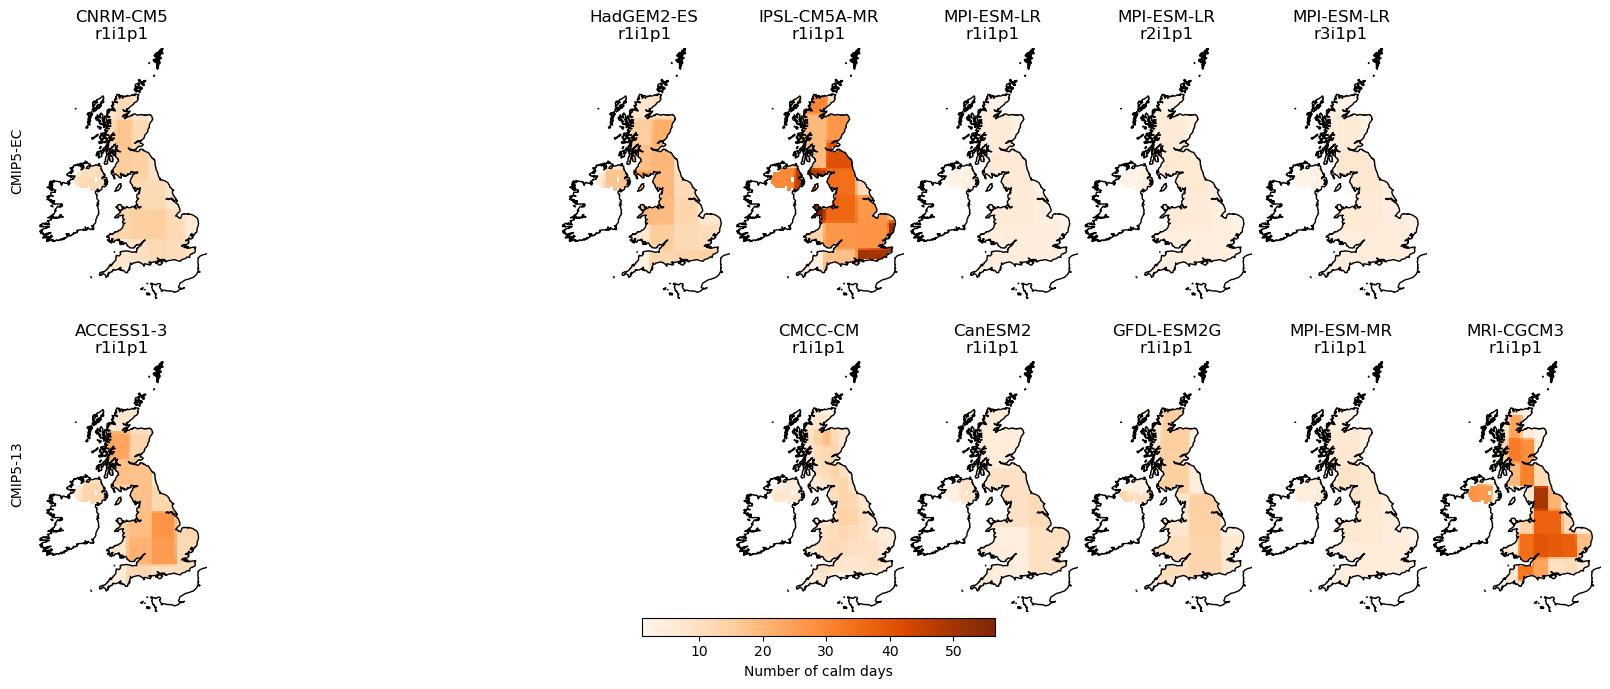 CNRM-CM5
r1i1p1
HadGEM2-ES
r1i1p1
IPSL-CM5A-MR
r1i1p1
MPI-ESM-LR
r1i1p1
MPI-ESM-LR
r2i1p1
MPI-ESM-LR
r3i1p1
CMIP5-EC
ACCESS1-3
r1i1p1
CMCC-CM
r1i1p1
CanESM2
r1i1p1
GFDL-ESM2G
r1i1p1
MPI-ESM-MR
r1i1p1
MRI-CGCM3
r1i1p1
CMIP5-13
10 20 30 40 50
Number of calm days